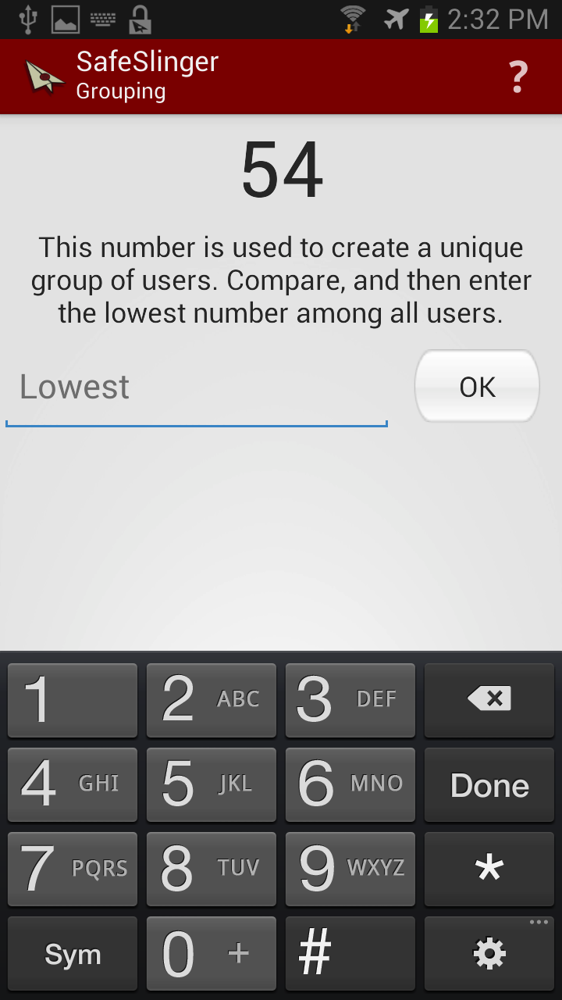 2:32 PM
SafeSlinger
Grouping
?
54
This number is used to create a unique
group of users. Compare, and then enter
the lowest number among all users.
Lowest
OK
1
2 ABC
3 DEF
4 GHI
5 JKL
6 MNO
Done
7 PQRS
8 TUV
9 WXYZ
*
Sym
0 +
#
...